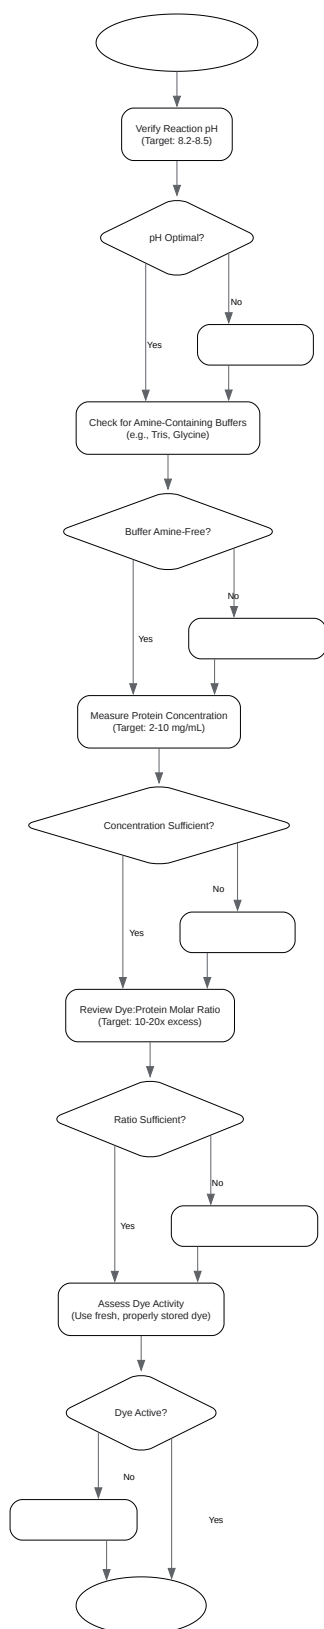 Verify Reaction pH
(Target: 8.2-8.5)
pH Optimal?
No
Yes
Check for Amine-Containing Buffers
(e.g., Tris, Glycine)
Buffer Amine-Free?
No
Yes
Measure Protein Concentration
(Target: 2-10 mg/mL)
Concentration Sufficient?
No
Yes
Review Dye:Protein Molar Ratio
(Target: 10-20x excess)
Ratio Sufficient?
No
Yes
Assess Dye Activity
(Use fresh, properly stored dye)
Dye Active?
No
Yes